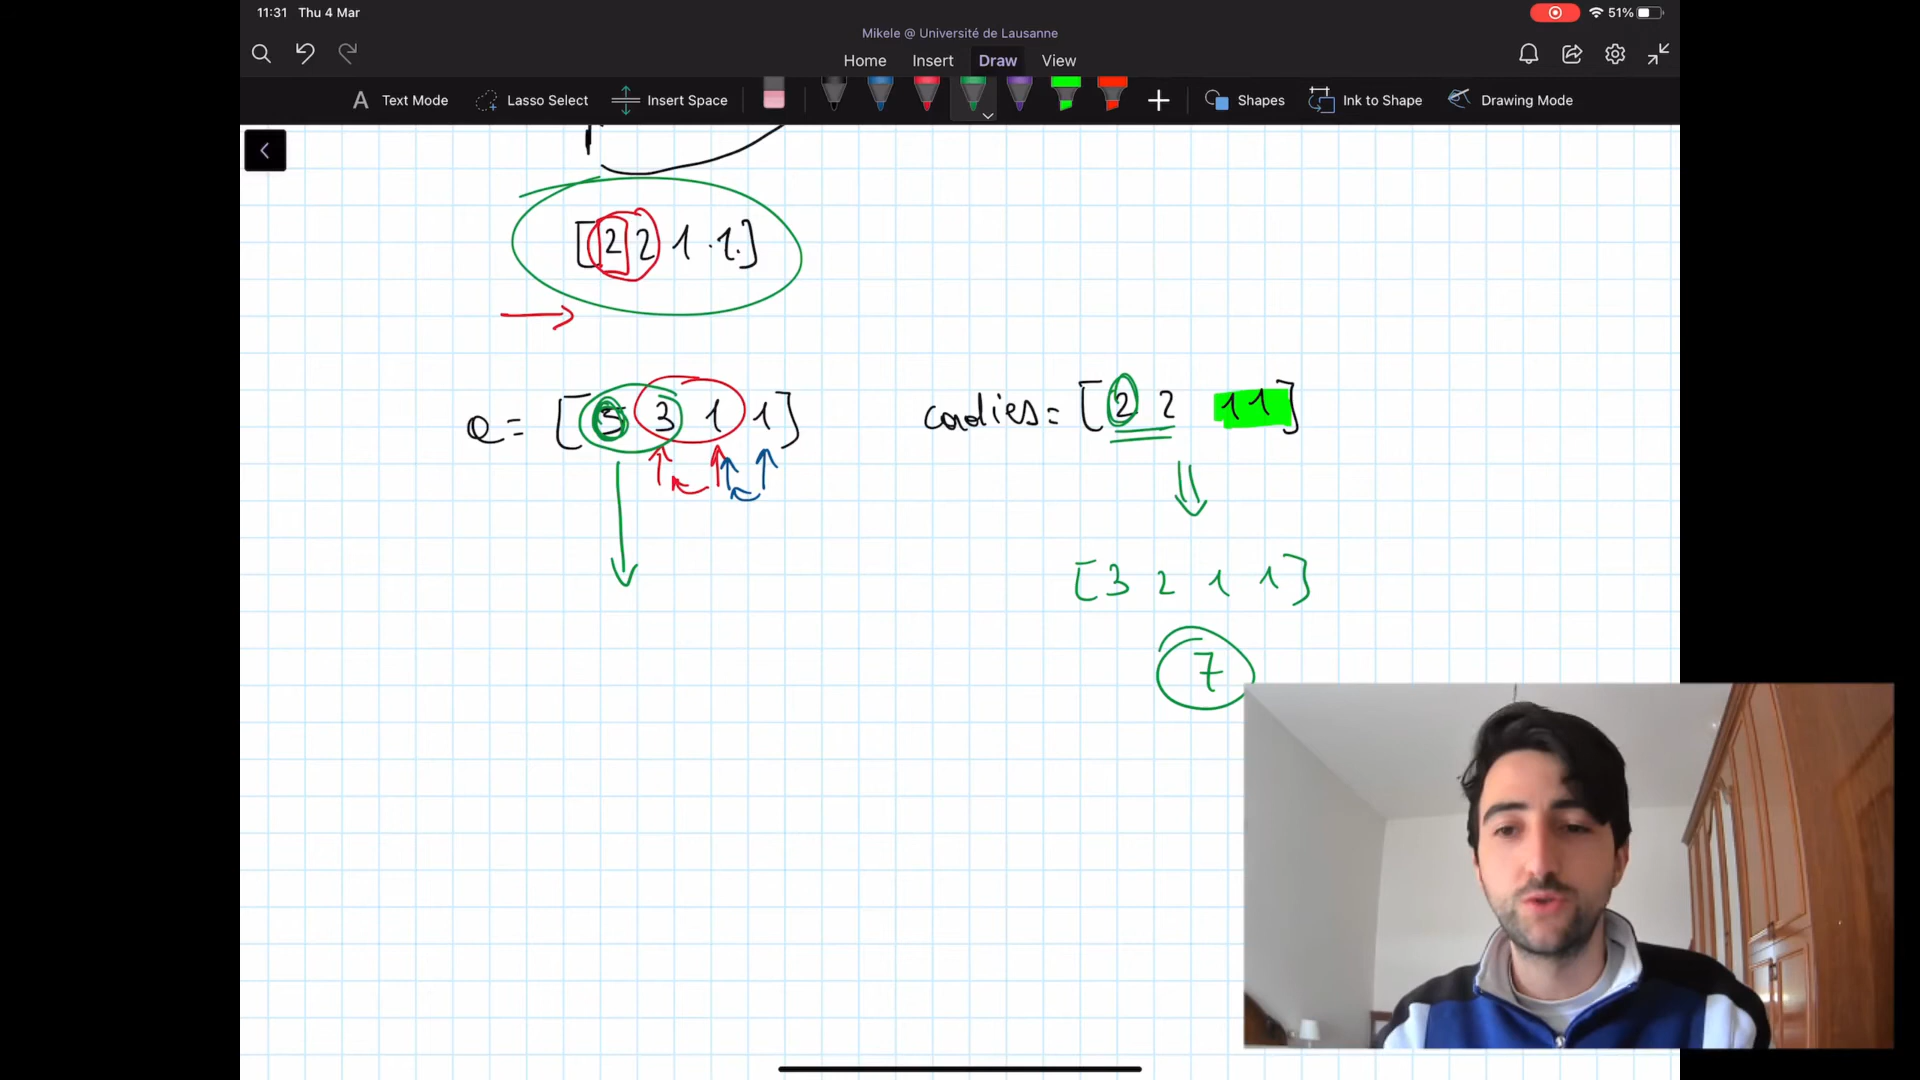 11:31 Thu 4 Mar
51%
Mikele @ Université de Lausanne
Home Insert Draw View
A Text Mode Lasso Select Insert Space Shapes Ink to Shape Drawing Mode
[2 2 1 1]
a = [5 3 1 1]
candies = [2 2 1 1]
[3 2 1 1]
7